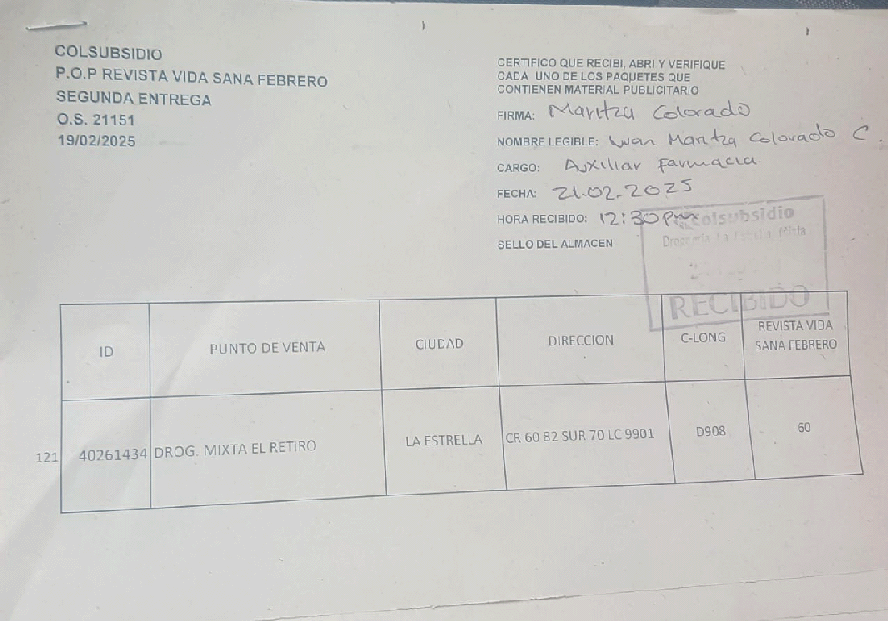 COLSUBSIDIO
P.O.P REVISTA VIDA SANA FEBRERO
SEGUNDA ENTREGA
O.S. 21151
19/02/2025
CERTIFICO QUE RECIBI, ABRI Y VERIFIQUE
CADA UNO DE LOS PAQUETES QUE
CONTIENEN MATERIAL PUBLICITARIO
FIRMA: Maritza Colorado
NOMBRE LEGIBLE: Maritza Colorado C.
CARGO: Auxiliar Farmacia
FECHA: 21.02.2025
HORA RECIBIDO: 12:30 Pm
SELLO DEL ALMACEN
colsubsidio
RECIBIDO
ID PUNTO DE VENTA CIUDAD DIRECCION C-LONG REVISTA VIDA SANA FEBRERO
121 40261434 DROG. MIXTA EL RETIRO LA ESTRELLA CR 60 B2 SUR 70 LC 9901 D908 60